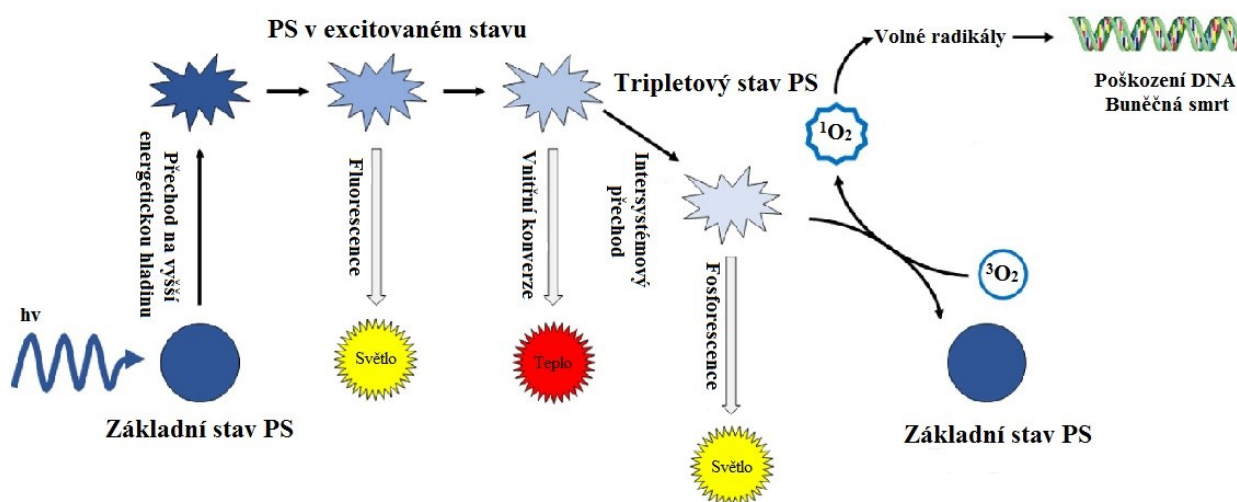 PS v excitovaném stavu
Tripletový stav PS
Volné radikály
Poškození DNA
Buněčná smrt
¹O₂
Přechod na vyšší
energetickou hladinu
Fluorescence
Vnitřní konverze
Intersystémový
přechod
Fosforescence
³O₂
hv
Světlo
Teplo
Světlo
Základní stav PS
Základní stav PS